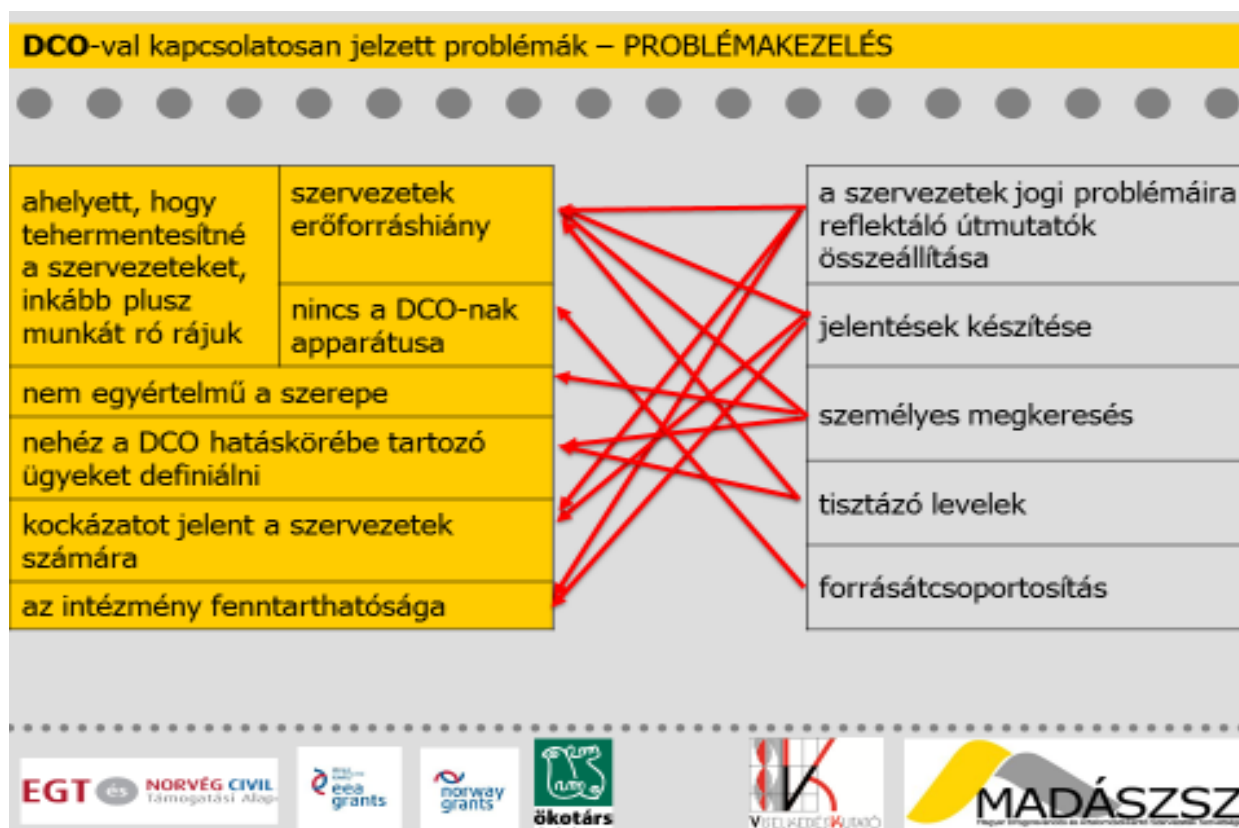 DCO-val kapcsolatosan jelzett problémák – PROBLÉMAKEZELÉS
ahelyett, hogy
tehermentesítné
a szervezeteket,
inkább plusz
munkát ró rájuk
szervezetek
erőforráshiány
nincs a DCO-nak
apparátusa
nem egyértelmű a szerepe
nehéz a DCO hatáskörébe tartozó
ügyeket definiálni
kockázatot jelent a szervezetek
számára
az intézmény fenntarthatósága
a szervezetek jogi problémáira
reflektáló útmutatók
összeállítása
jelentések készítése
személyes megkeresés
tisztázó levelek
forrásátcsoportosítás
EGT és NORVÉG CIVIL
Támogatási Alap
eea
grants
norway
grants
ökotárs
VISELKEDÉSKUTATÓ
MADÁSZSZ